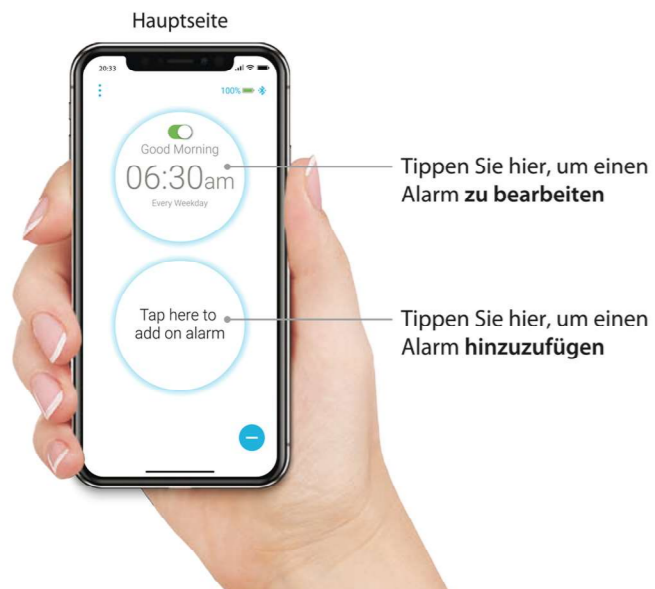 Hauptseite
20:33
100%
Good Morning
06:30am
Every Weekday
Tippen Sie hier, um einen
Alarm zu bearbeiten
Tap here to
add on alarm
Tippen Sie hier, um einen
Alarm hinzuzufügen